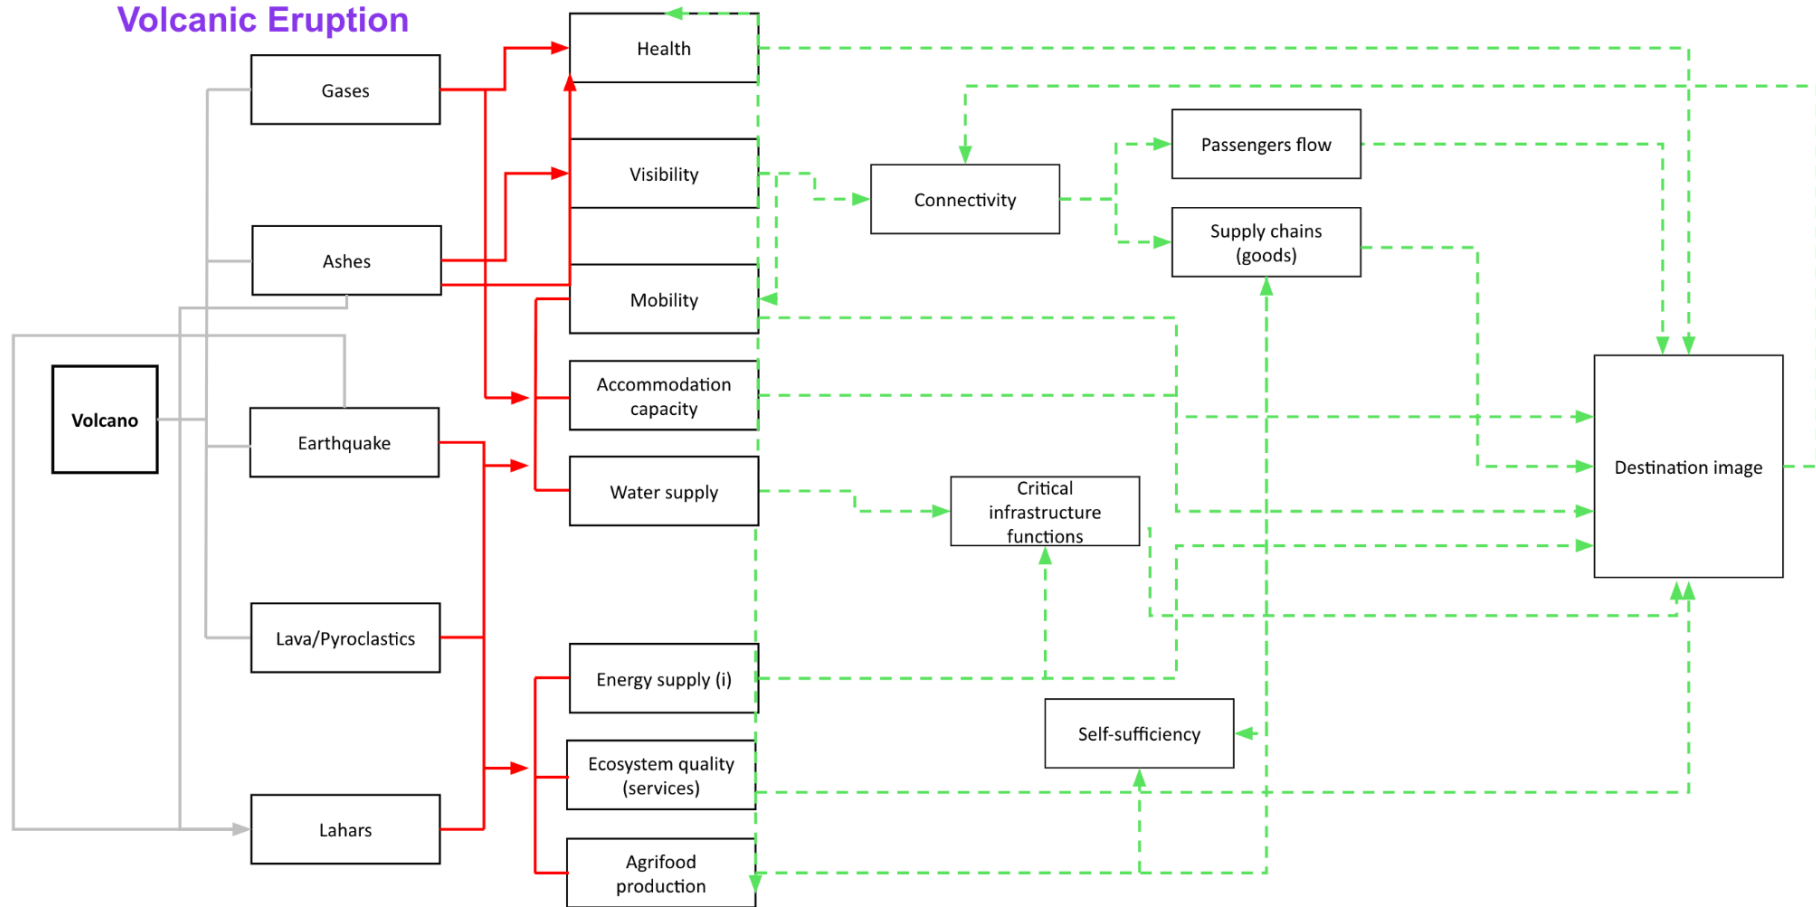 Volcanic Eruption
Health
Gases
Passengers flow
Visibility
Connectivity
Supply chains
(goods)
Ashes
Mobility
Accommodation
capacity
Volcano
Earthquake
Destination image
Water supply
Critical
infrastructure
functions
Lava/Pyroclastics
Energy supply (i)
Self-sufficiency
Ecosystem quality
(services)
Lahars
Agrifood
production